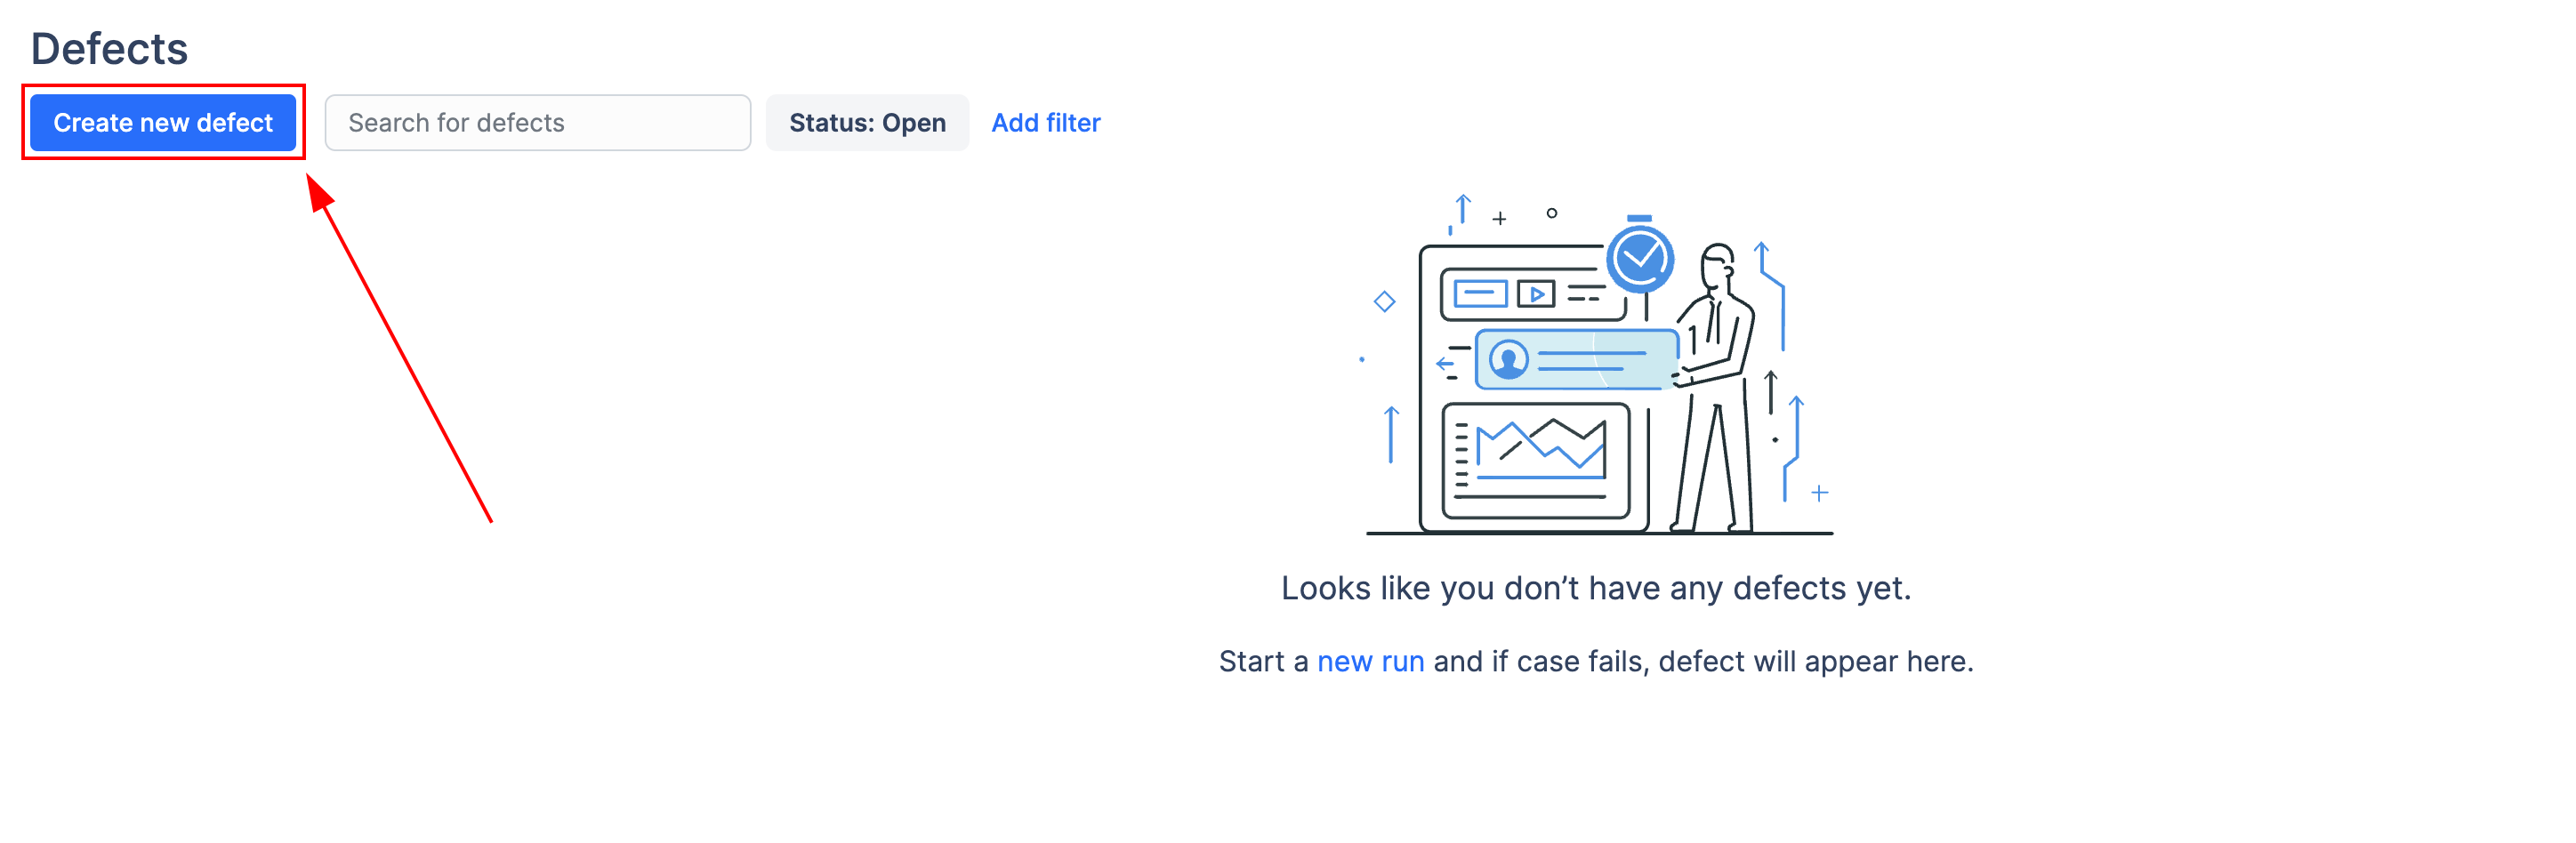 Defects
Create new defect
Search for defects
Status: Open
Add filter
Looks like you don’t have any defects yet.
Start a new run and if case fails, defect will appear here.